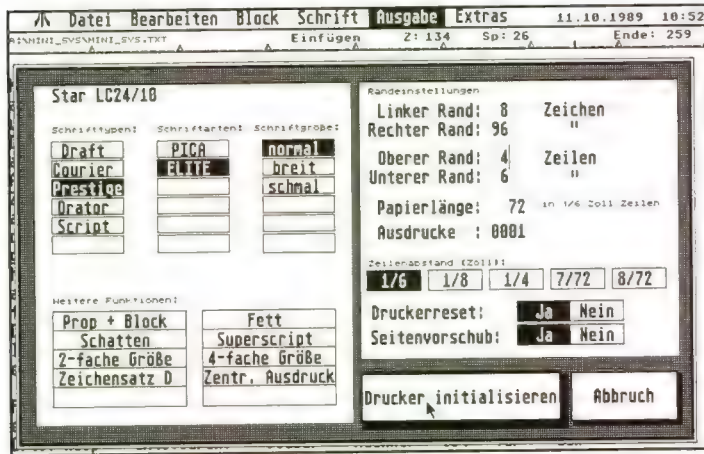 Datei Bearbeiten Block Schrift Ausgabe Extras 11.10.1989 10:52
A:\MINI_SYS\MINI_SYS.TXT Einfügen Z: 134 Sp: 26 Ende: 259
Star LC24/10
Schrifttypen: Schriftarten: Schriftgröße:
Draft PICA normal
Courier ELITE breit
Prestige schmal
Orator
Script
Weitere Funktionen:
Prop + Block Fett
Schatten Superscript
2-fache Größe 4-fache Größe
Zeichensatz D Zentr. Ausdruck
Randeinstellungen
Linker Rand: 8 Zeichen
Rechter Rand: 96 "
Oberer Rand: 4 Zeilen
Unterer Rand: 6 "
Papierlänge: 72 in 1/6 Zoll Zeilen
Ausdrucke : 0001
Zeilenabstand (Zoll):
1/6 1/8 1/4 7/72 8/72
Druckerreset: Ja Nein
Seitenvorschub: Ja Nein
Drucker initialisieren Abbruch